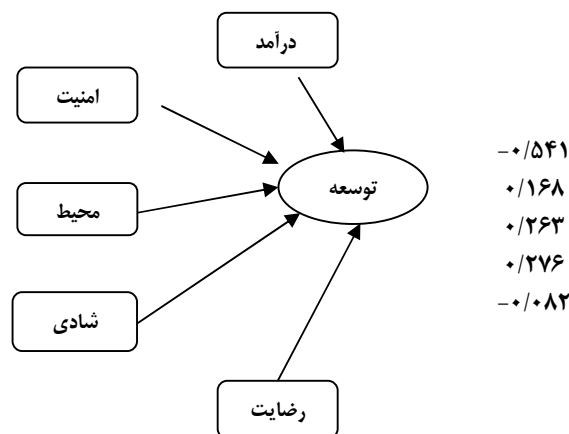 درآمد
امنیت
توسعه
محیط
شادی
رضایت
-۰/۵۴۱
۰/۱۶۸
۰/۲۶۳
۰/۲۷۶
-۰/۰۸۲